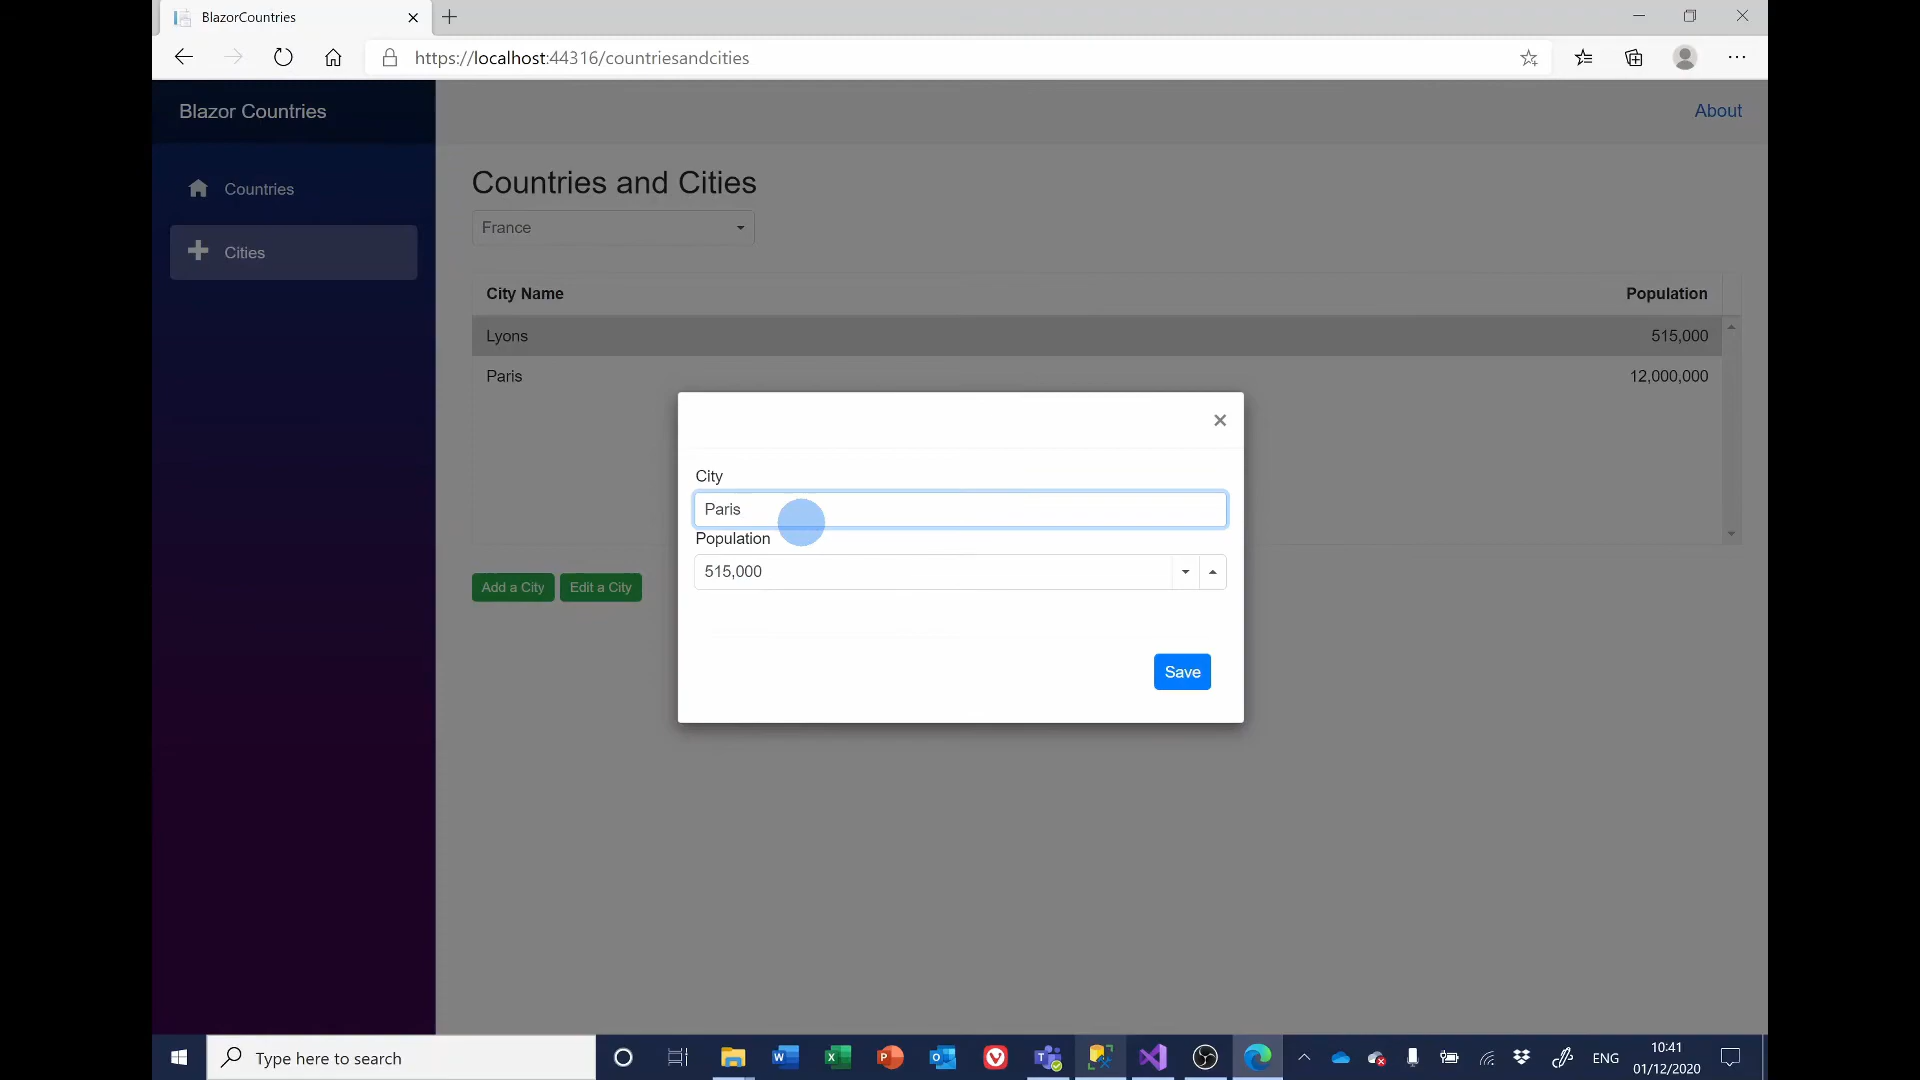 BlazorCountries
https://localhost:44316/countriesandcities
Blazor Countries
About
Countries
Cities
Countries and Cities
France
City Name Population
Lyons 515,000
Paris 12,000,000
City
Paris
Population
515,000
Add a City Edit a City
Save
Type here to search
ENG
10:41
01/12/2020